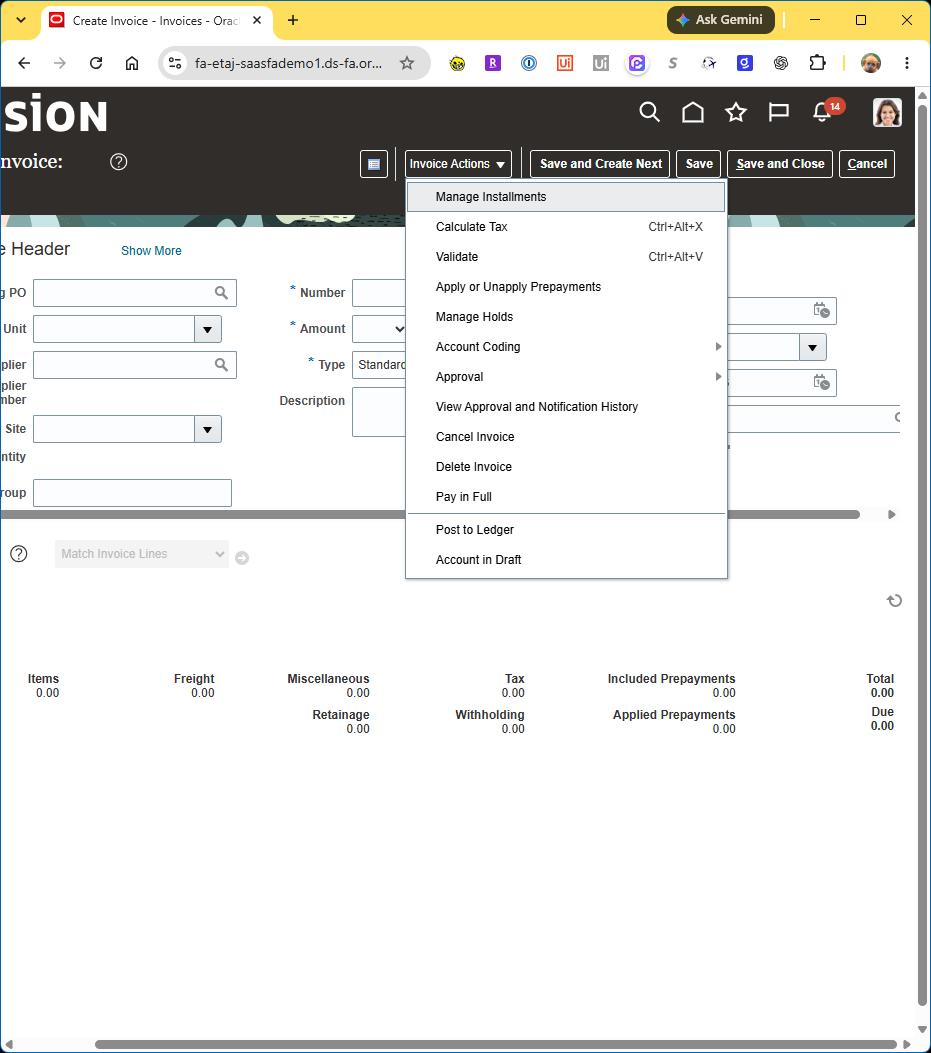 Create Invoice - Invoices - Orac
Ask Gemini
fa-etaj-saasfademo1.ds-fa.or...
sion
14
nvoice:
Invoice Actions
Save and Create Next
Save
Save and Close
Cancel
Manage Installments
Calculate Tax Ctrl+Alt+X
Validate Ctrl+Alt+V
Apply or Unapply Prepayments
Manage Holds
Account Coding
Approval
View Approval and Notification History
Cancel Invoice
Delete Invoice
Pay in Full
Post to Ledger
Account in Draft
e Header
Show More
g PO
Unit
plier
plier
mber
Site
ntity
roup
* Number
* Amount
* Type Standard
Description
Match Invoice Lines
Items Freight Miscellaneous Tax Included Prepayments Total
0.00 0.00 0.00 0.00 0.00 0.00
Retainage Withholding Applied Prepayments Due
0.00 0.00 0.00 0.00